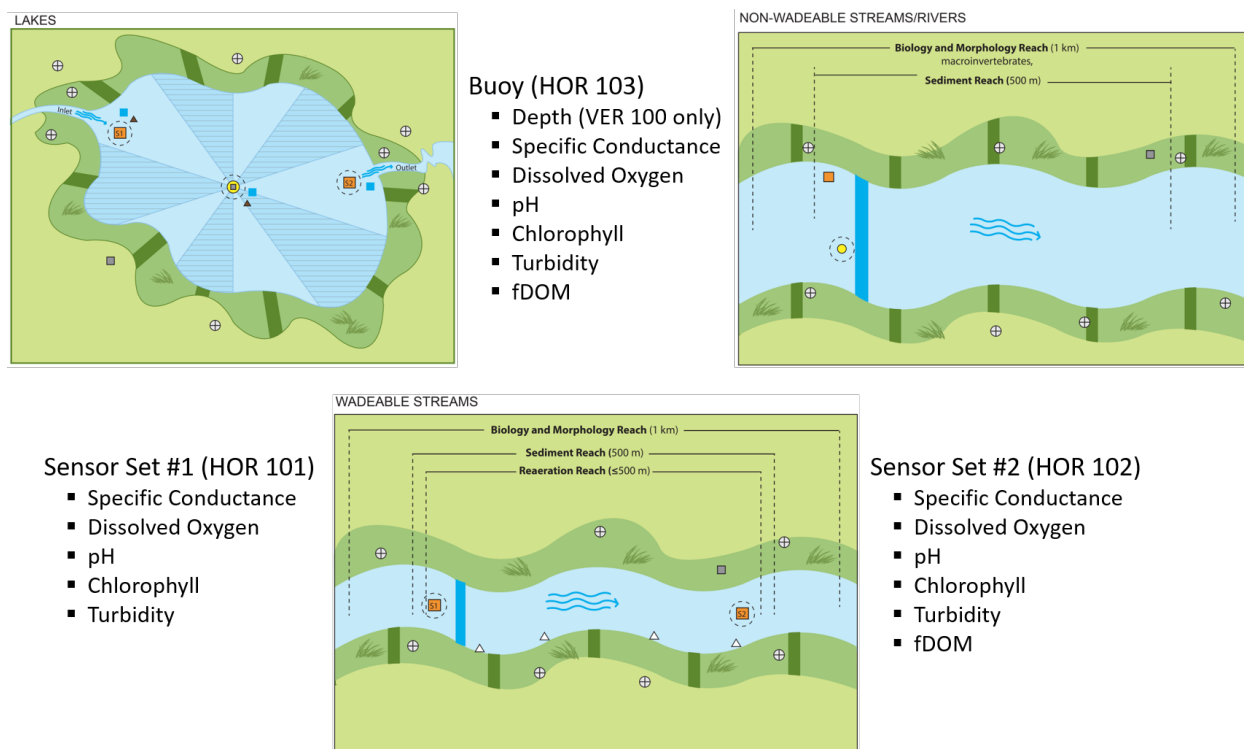 LAKES
Inlet
S1
S2
Outlet
Buoy (HOR 103)
▪ Depth (VER 100 only)
▪ Specific Conductance
▪ Dissolved Oxygen
▪ pH
▪ Chlorophyll
▪ Turbidity
▪ fDOM
NON-WADEABLE STREAMS/RIVERS
Biology and Morphology Reach (1 km)
macroinvertebrates,
Sediment Reach (500 m)
Sensor Set #1 (HOR 101)
▪ Specific Conductance
▪ Dissolved Oxygen
▪ pH
▪ Chlorophyll
▪ Turbidity
WADEABLE STREAMS
Biology and Morphology Reach (1 km)
Sediment Reach (500 m)
Reaeration Reach (≤500 m)
S1
S2
Sensor Set #2 (HOR 102)
▪ Specific Conductance
▪ Dissolved Oxygen
▪ pH
▪ Chlorophyll
▪ Turbidity
▪ fDOM